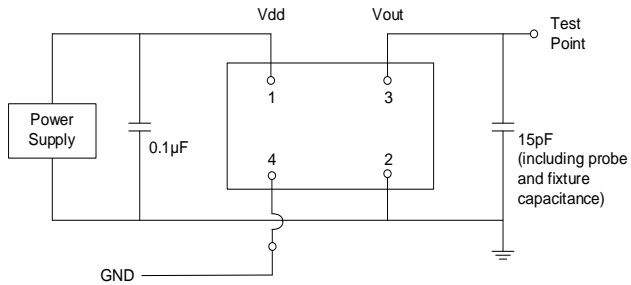 Vdd
Vout
Test
Point
1
3
Power
Supply
0.1µF
15pF
(including probe
and fixture
capacitance)
4
2
GND